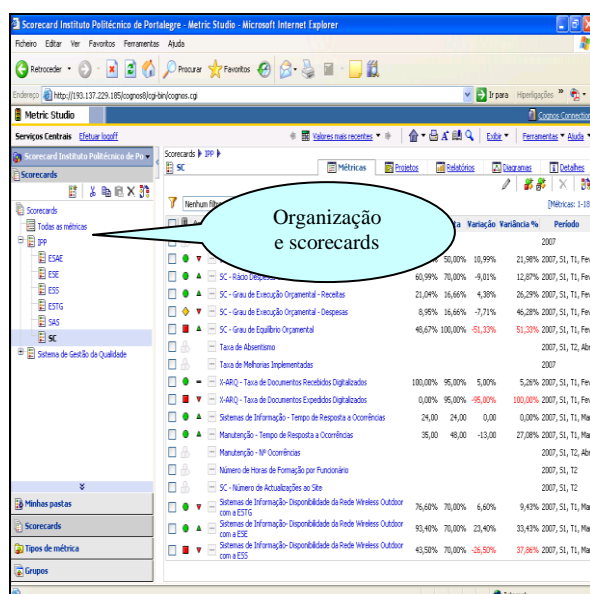 Scorecard Instituto Politécnico de Portalegre - Metric Studio - Microsoft Internet Explorer
Ficheiro Editar Ver Favoritos Ferramentas Ajuda
Retroceder Procurar Favoritos
Endereço http://193.137.229.185/cognos8/cgi-bin/cognos.cgi Ir para Hiperligações »
Metric Studio Cognos Connection
Serviços Centrais Efetuar logoff Valores mais recentes Exibir Ferramentas Ajuda
Scorecard Instituto Politécnico de Po
Scorecards IPP
Scorecards
SC Métricas Projetos Relatórios Diagramas Detalhes
Nenhum [Métricas: 1-18
Scorecards
Todas as métricas
IPP
ESAE
ESE
ESS
ESTG
SAS
SC
Sistema de Gestão da Qualidade
Organização
e scorecards
Variação Variância % Período
2007
50,00% 10,99% 21,98% 2007, S1, T1, Fev
SC - Rácio 60,99% 70,00% -9,01% 12,87% 2007, S1, T1, Fev
SC - Grau de Execução Orçamental - Receitas 21,04% 16,66% 4,38% 26,29% 2007, S1, T1, Fev
SC - Grau de Execução Orçamental - Despesas 8,95% 16,66% -7,71% 46,28% 2007, S1, T1, Fev
SC - Grau de Equilíbrio Orçamental 48,67% 100,00% -51,33% 51,33% 2007, S1, T1, Fev
Taxa de Absentismo 2007, S1, T2, Abr
Taxa de Melhorias Implementadas 2007
X-ARQ - Taxa de Documentos Recebidos Digitalizados 100,00% 95,00% 5,00% 5,26% 2007, S1, T1, Fev
X-ARQ - Taxa de Documentos Expedidos Digitalizados 0,00% 95,00% -95,00% 100,00% 2007, S1, T1, Fev
Sistemas de Informação - Tempo de Resposta a Ocorrências 24,00 24,00 0,00 0,00% 2007, S1, T1, Mar
Manutenção - Tempo de Resposta a Ocorrências 35,00 48,00 -13,00 27,08% 2007, S1, T1, Mar
Manutenção - Nº Ocorrências 2007, S1, T2, Abr
Número de Horas de Formação por Funcionário 2007, S1, T2
SC - Número de Actualizações ao Site 2007, S1, T2
Sistemas de Informação- Disponibilidade da Rede Wireless Outdoor
com a ESTG 76,60% 70,00% 6,60% 9,43% 2007, S1, T1, Mar
Sistemas de Informação- Disponibilidade da Rede Wireless Outdoor
com a ESE 93,40% 70,00% 23,40% 33,43% 2007, S1, T1, Mar
Sistemas de Informação- Disponibilidade da Rede Wireless Outdoor
com a ESS 43,50% 70,00% -26,50% 37,86% 2007, S1, T1, Mar
Minhas pastas
Scorecards
Tipos de métrica
Grupos